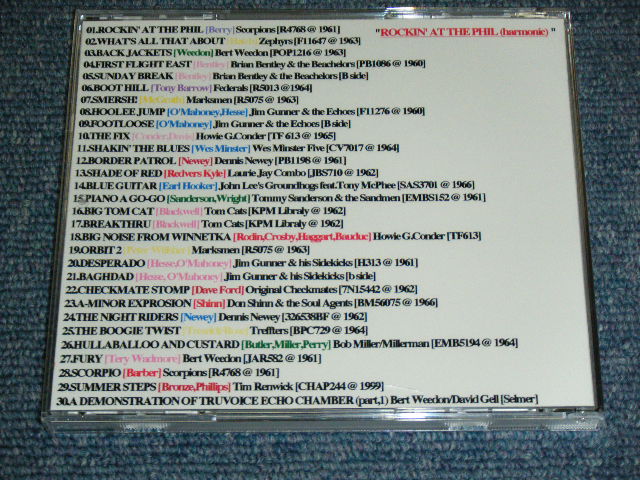 01.ROCKIN' AT THE PHIL [Berry] Scorpions [R4768 @ 1961]
"ROCKIN' AT THE PHIL (harmonic) "
02.WHAT'S ALL THAT ABOUT Zephyrs [F11647 @ 1963]
03.BACK JACKETS [Weedon] Bert Weedon [POP1216 @ 1963]
04.FIRST FLIGHT EAST [Bentley] Brian Bentley & the Beachelors [PB1086 @ 1960]
05.SUNDAY BREAK [Bentley] Brian Bentley & the Beachelors [B side]
06.BOOT HILL [Tony Barrow] Federals [R5013 @ 1964]
07.SMERSH! [McGrath] Marksmen [R5075 @ 1963]
08.HOOLEE,JUMP [O'Mahoney,Hesse] Jim Gunner & the Echoes [F11276 @ 1960]
09.FOOTLOOSE [O'Mahoney] Jim Gunner & the Echoes [B side]
10.THE FIX [Conder,Davis] Howie G.Conder [TF 613 @ 1965]
11.SHAKIN' THE BLUES [Wes Minster] Wes Minster Five [CV7017 @ 1964]
12.BORDER PATROL [Newey] Dennis Newey [PB1198 @ 1961]
13.SHADE OF RED [Redvers Kyle] Laurie Jay Combo [JBS710 @ 1962]
14.BLUE GUITAR [Earl Hooker] John Lee's Groundhogs feat.Tony McPhee [SAS3701 @ 1966]
15.PIANO A GO-GO [Sanderson,Wright] Tommy Sanderson & the Sandmen [EMBS152 @ 1961]
16.BIG TOM CAT [Blackwell] Tom Cats [KPM Libraly @ 1962]
17.BREAKTHRU [Blackwell] Tom Cats [KPM Libraly @ 1962]
18.BIG NOISE FROM WINNETKA [Rodin,Crosby,Haggart,Bauduc] Howie G.Conder [TF613]
19.ORBIT 2 Marksmen [R5075 @ 1963]
20.DESPERADO [Hesse,O'Mahoney] Jim Gunner & his Sidekicks [H313 @ 1961]
21.BAGHDAD [Hesse, O'Mahoney] Jim Gunner & his Sidekicks [b side]
22.CHECKMATE STOMP [Dave Ford] Original Checkmates [7N15442 @ 1962]
23.A-MINOR EXPROSION [Shinn] Don Shinn & the Soul Agents [BM56075 @ 1966]
24.THE NIGHT RIDERS [Newey] Dennis Newey [326538BF @ 1962]
25.THE BOOGIE TWIST Trefflers [BPC729 @ 1964]
26.HULLABALLOO AND CUSTARD [Butler,Miller,Perry] Bob Miller/Millerman [EMB5194 @ 1964]
27.FURY [Tery Wadmore] Bert Weedon [JAR582 @ 1961]
28.SCORPIO [Barber] Scorpions [R4768 @ 1961]
29.SUMMER STEPS [Bronze,Phillips] Tim Renwick [CHAP244 @ 1999]
30.A DEMONSTRATION OF TRUVOICE ECHO CHAMBER (part,1) Bert Weedon/David Gell [Selmer]